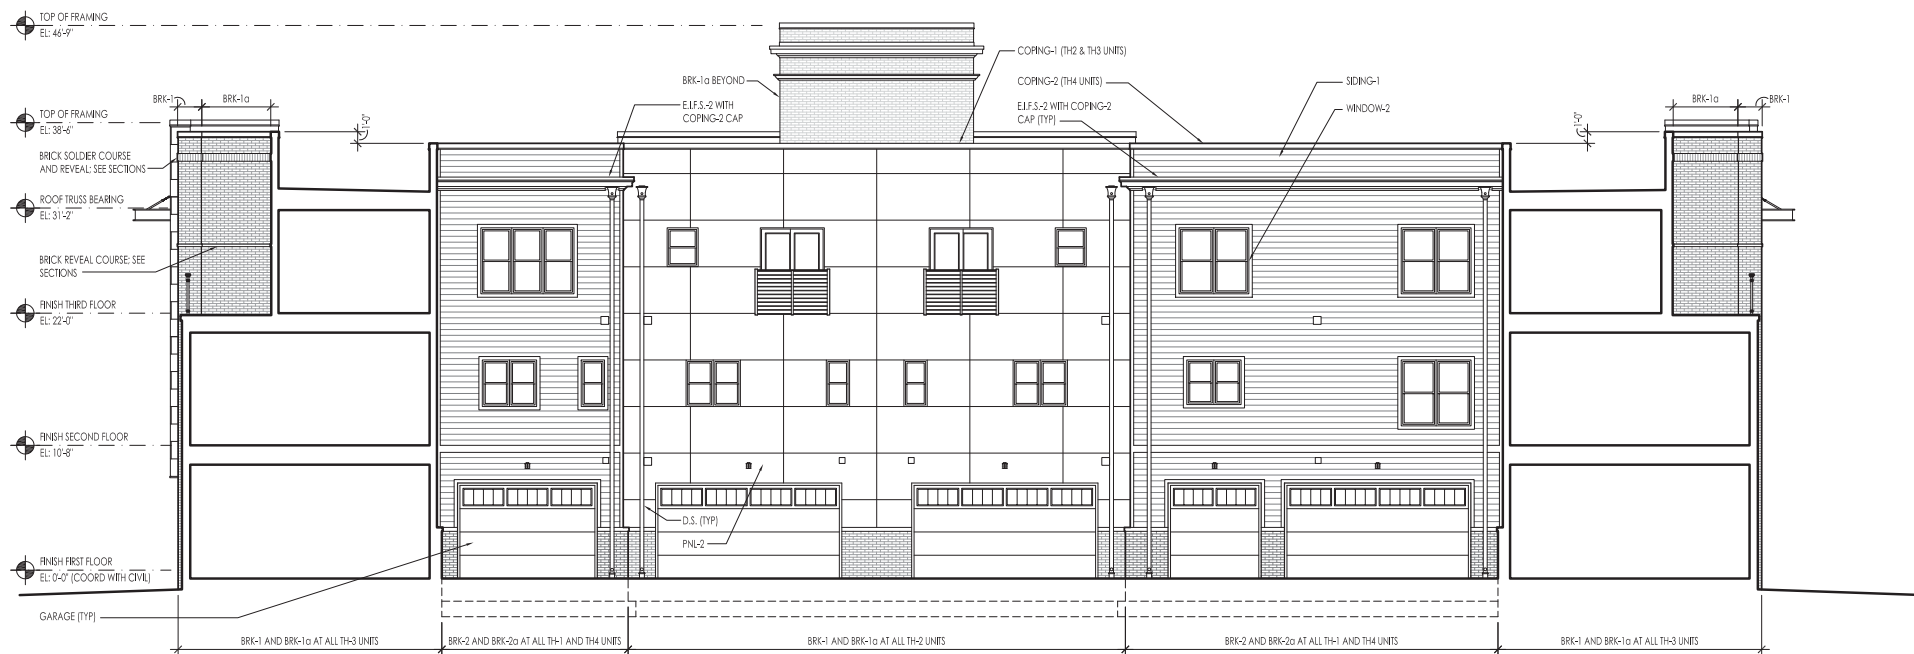 TOP OF FRAMING
EL: 46'-9"
BRK-1
BRK-1a
TOP OF FRAMING
EL: 38'-6"
1'-0"
BRICK SOLDIER COURSE
AND REVEAL; SEE SECTIONS
ROOF TRUSS BEARING
EL: 31'-2"
BRICK REVEAL COURSE; SEE
SECTIONS
FINISH THIRD FLOOR
EL: 22'-0"
FINISH SECOND FLOOR
EL: 10'-8"
FINISH FIRST FLOOR
EL: 0'-0" (COORD WITH CIVIL)
GARAGE (TYP)
BRK-1a BEYOND
E.I.F.S.-2 WITH
COPING-2 CAP
COPING-1 (TH2 & TH3 UNITS)
COPING-2 (TH4 UNITS)
E.I.F.S.-2 WITH COPING-2
CAP (TYP)
SIDING-1
WINDOW-2
1'-0"
BRK-1a
BRK-1
D.S. (TYP)
PNL-2
BRK-1 AND BRK-1a AT ALL TH-3 UNITS
BRK-2 AND BRK-2a AT ALL TH-1 AND TH4 UNITS
BRK-1 AND BRK-1a AT ALL TH-2 UNITS
BRK-2 AND BRK-2a AT ALL TH-1 AND TH4 UNITS
BRK-1 AND BRK-1a AT ALL TH-3 UNITS